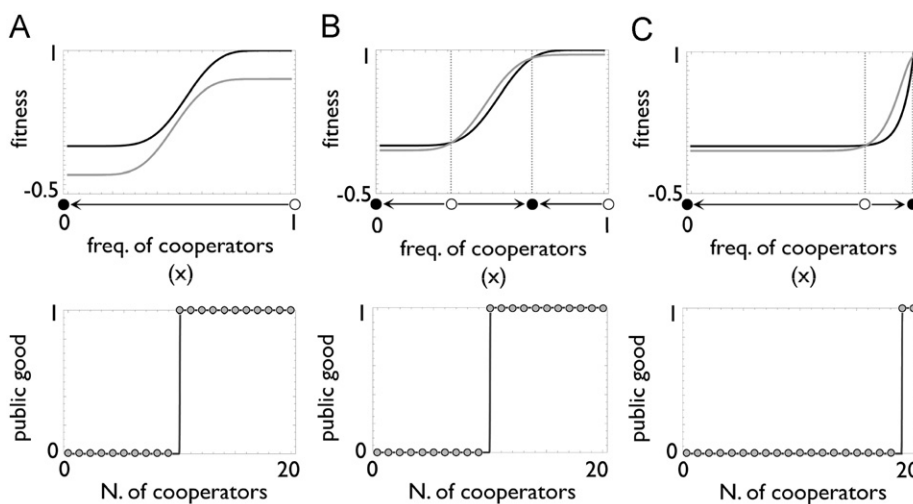 A
B
C
fitness
1
-0.5
0
1
freq. of cooperators
(x)
fitness
1
-0.5
0
1
freq. of cooperators
(x)
fitness
1
-0.5
0
freq. of cooperators
(x)
public good
1
0
0
20
N. of cooperators
public good
1
0
0
20
N. of cooperators
public good
1
0
0
20
N. of cooperators